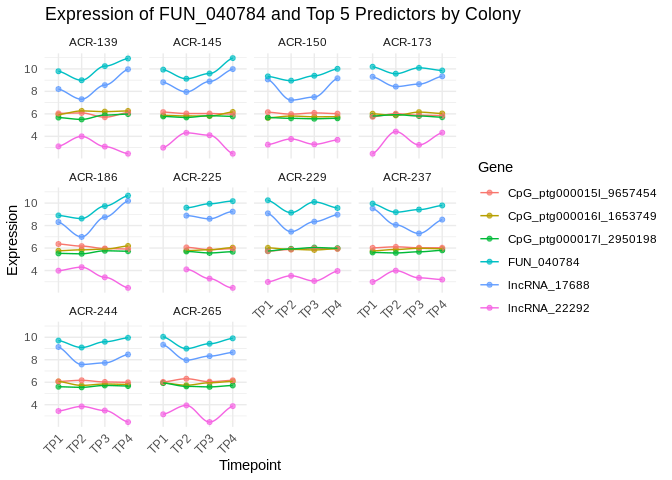 Expression of FUN_040784 and Top 5 Predictors by Colony
ACR-139 ACR-145 ACR-150 ACR-173
10
8
6
4
ACR-186 ACR-225 ACR-229 ACR-237
10
8
6
4
TP1 TP2 TP3 TP4 TP1 TP2 TP3 TP4
ACR-244 ACR-265
10
8
6
4
TP1 TP2 TP3 TP4 TP1 TP2 TP3 TP4
Timepoint
Expression
Gene
CpG_ptg000015l_9657454
CpG_ptg000016l_1653749
CpG_ptg000017l_2950198
FUN_040784
lncRNA_17688
lncRNA_22292